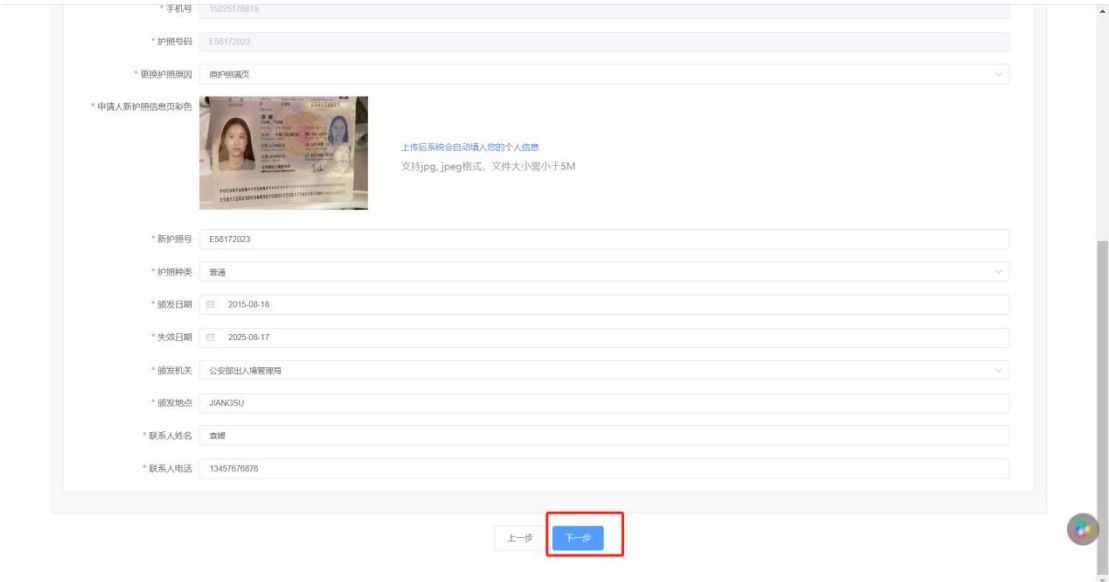 * 手机号 15225178819
* 护照号码 E58172023
* 更换护照原因 原护照满页
* 申请人新护照信息页彩色
上传后系统会自动填入您的个人信息
支持jpg, jpeg格式, 文件大小需小于5M
* 新护照号 E58172023
* 护照种类 普通
* 颁发日期 2015-08-18
* 失效日期 2025-08-17
* 颁发机关 公安部出入境管理局
* 颁发地点 JIANGSU
* 联系人姓名 袁媛
* 联系人电话 13457676876
上一步 下一步